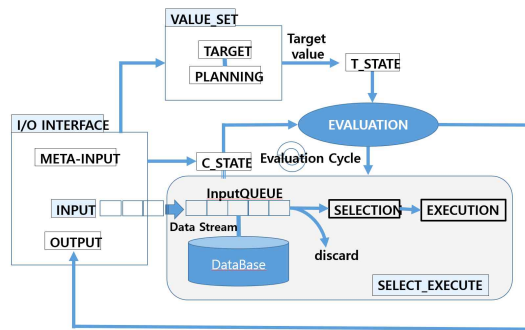 VALUE_SET
TARGET
PLANNING
Target
value
T_STATE
I/O INTERFACE
META-INPUT
C_STATE
EVALUATION
Evaluation Cycle
INPUT
InputQUEUE
SELECTION
EXECUTION
Data Stream
OUTPUT
DataBase
discard
SELECT_EXECUTE